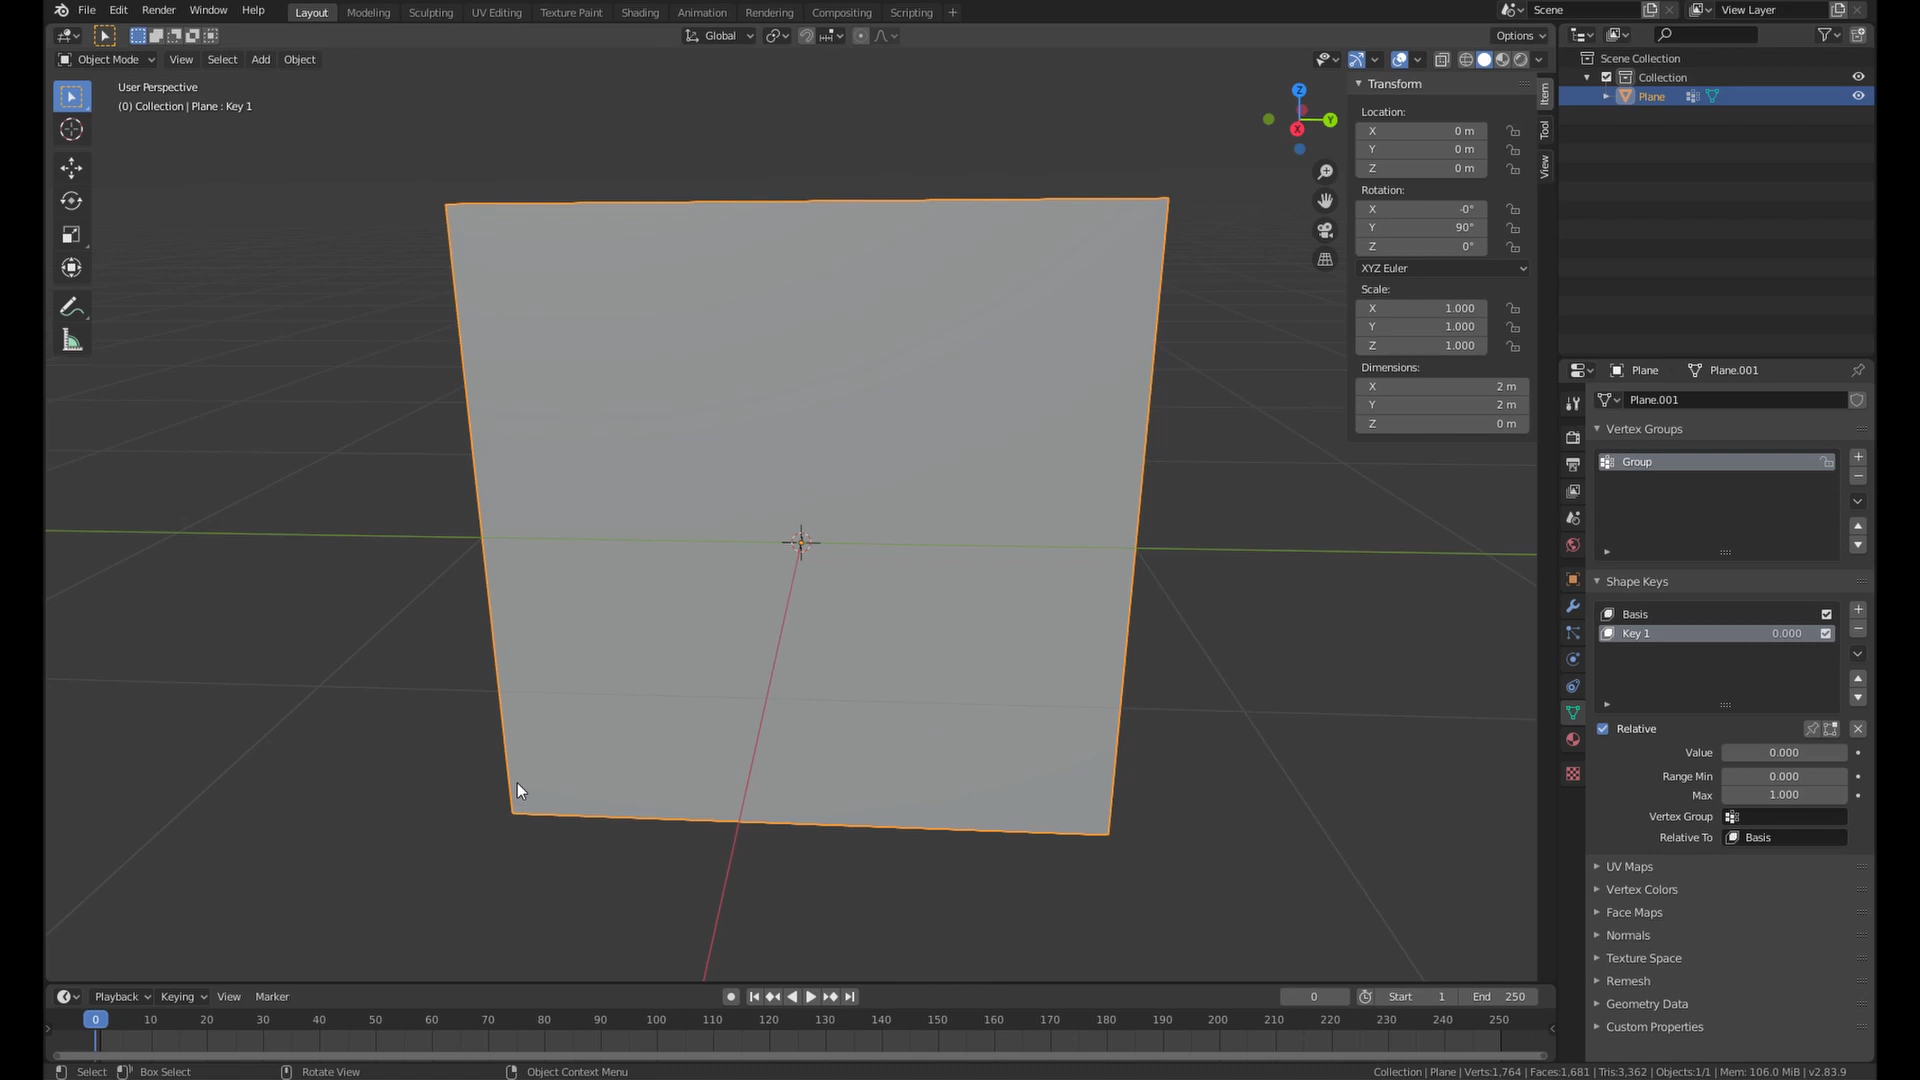 File Edit Render Window Help Layout Modeling Sculpting UV Editing Texture Paint Shading Animation Rendering Compositing Scripting + Scene View Layer
Global Options
Object Mode View Select Add Object
User Perspective
(0) Collection | Plane : Key 1
Z
Y
X
Transform
Location:
X 0 m
Y 0 m
Z 0 m
Rotation:
X -0°
Y 90°
Z 0°
XYZ Euler
Scale:
X 1.000
Y 1.000
Z 1.000
Dimensions:
X 2 m
Y 2 m
Z 0 m
Item
Tool
View
Scene Collection
Collection
Plane
Plane Plane.001
Plane.001
Vertex Groups
Group
Shape Keys
Basis
Key 1 0.000
Relative
Value 0.000
Range Min 0.000
Max 1.000
Vertex Group
Relative To Basis
UV Maps
Vertex Colors
Face Maps
Normals
Texture Space
Remesh
Geometry Data
Custom Properties
Playback Keying View Marker 0 Start 1 End 250
0 10 20 30 40 50 60 70 80 90 100 110 120 130 140 150 160 170 180 190 200 210 220 230 240 250
Select Box Select Rotate View Object Context Menu Collection | Plane | Verts:1,764 | Faces:1,681 | Tris:3,362 | Objects:1/1 | Mem: 106.0 MiB | v2.83.9